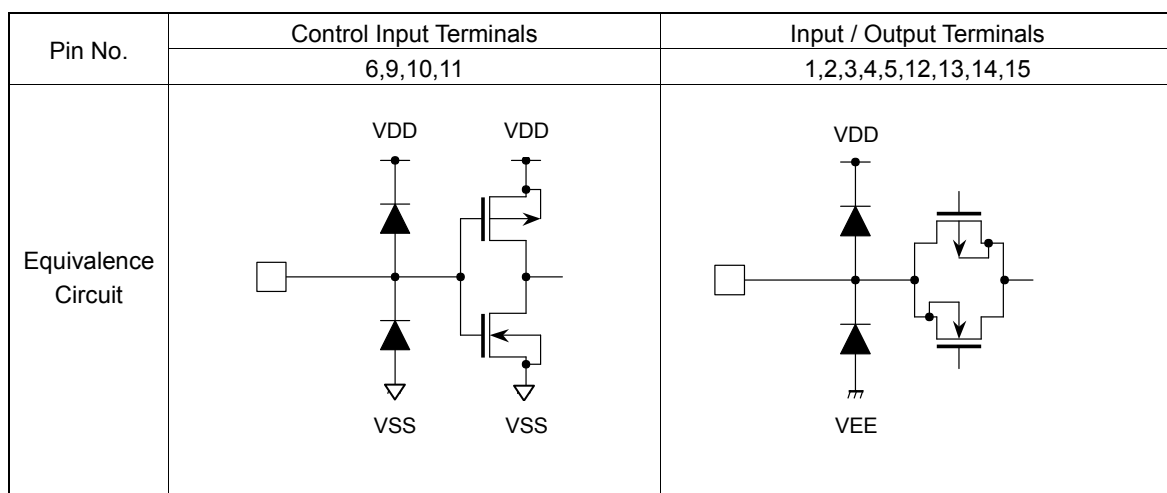 Pin No.
Control Input Terminals
Input / Output Terminals
6,9,10,11
1,2,3,4,5,12,13,14,15
Equivalence
Circuit
VDD
VDD
VSS
VSS
VDD
VEE